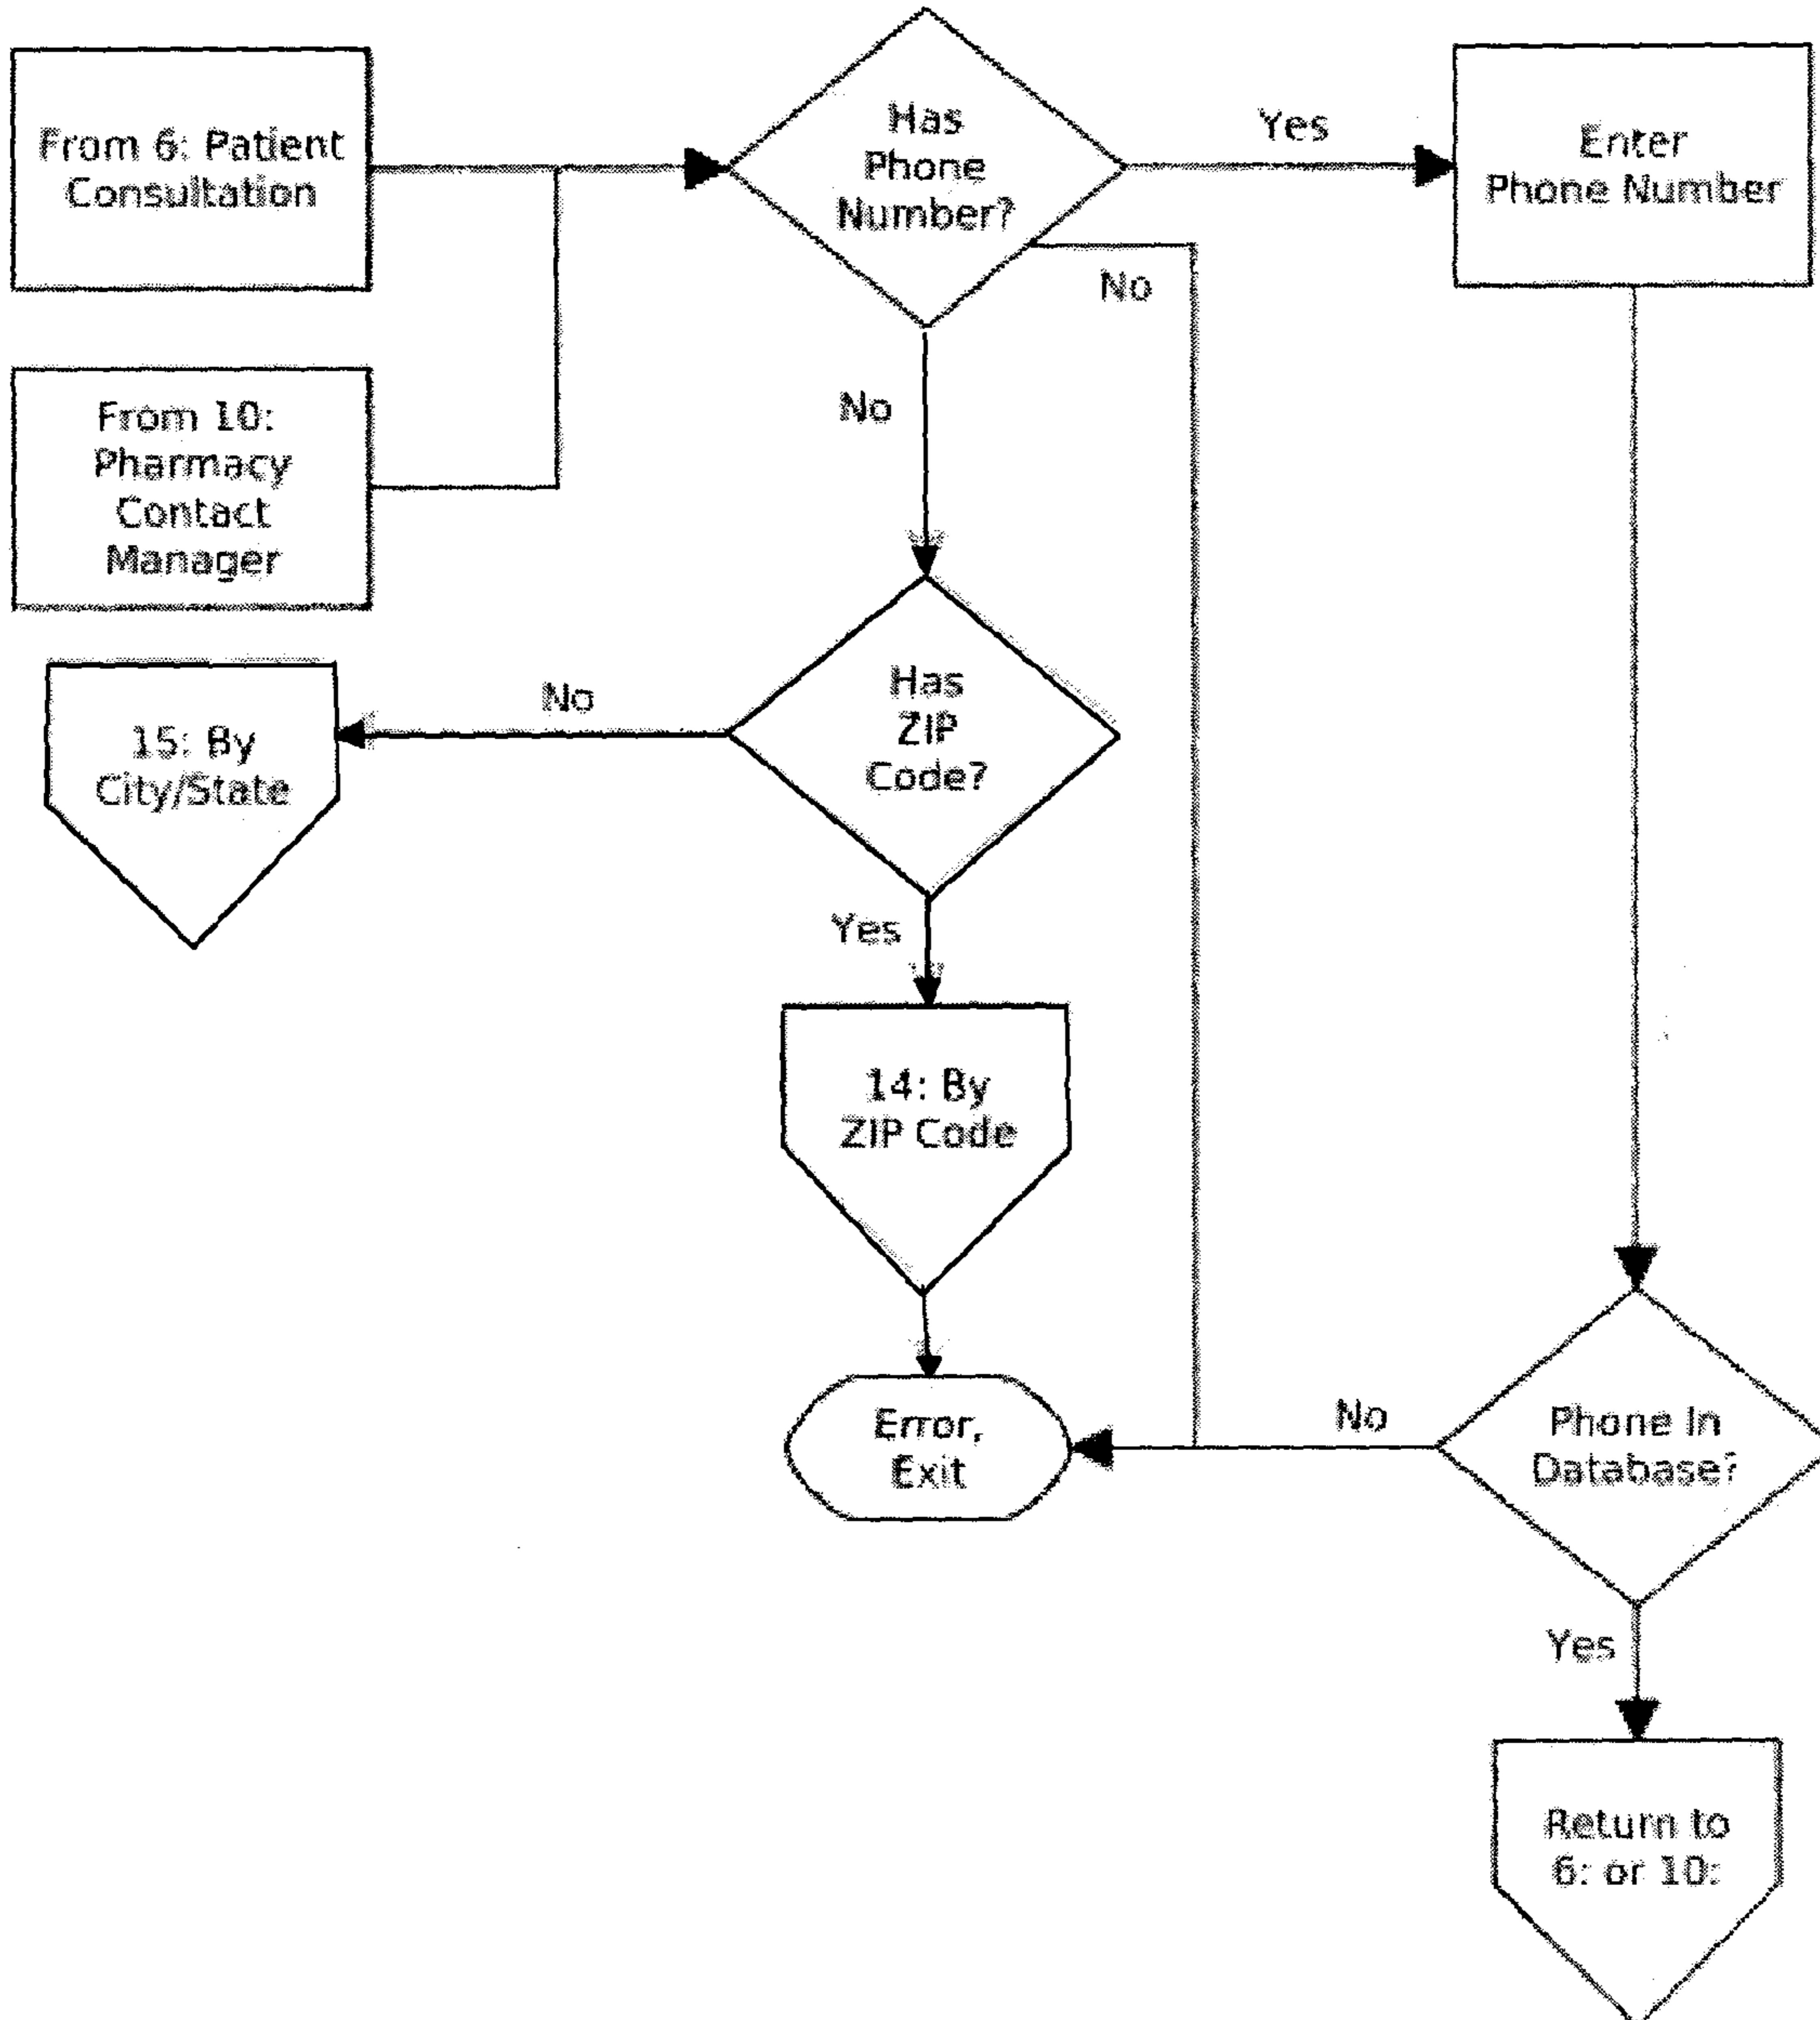 From 6: Patient
Consultation
Has
Phone
Number?
Yes
Enter
Phone Number
No
No
From 10:
Pharmacy
Contact
Manager
Has
ZIP
Code?
No
15: By
City/State
Yes
14: By
ZIP Code
Error,
Exit
No
Phone In
Database?
Yes
Return to
6: or 10: